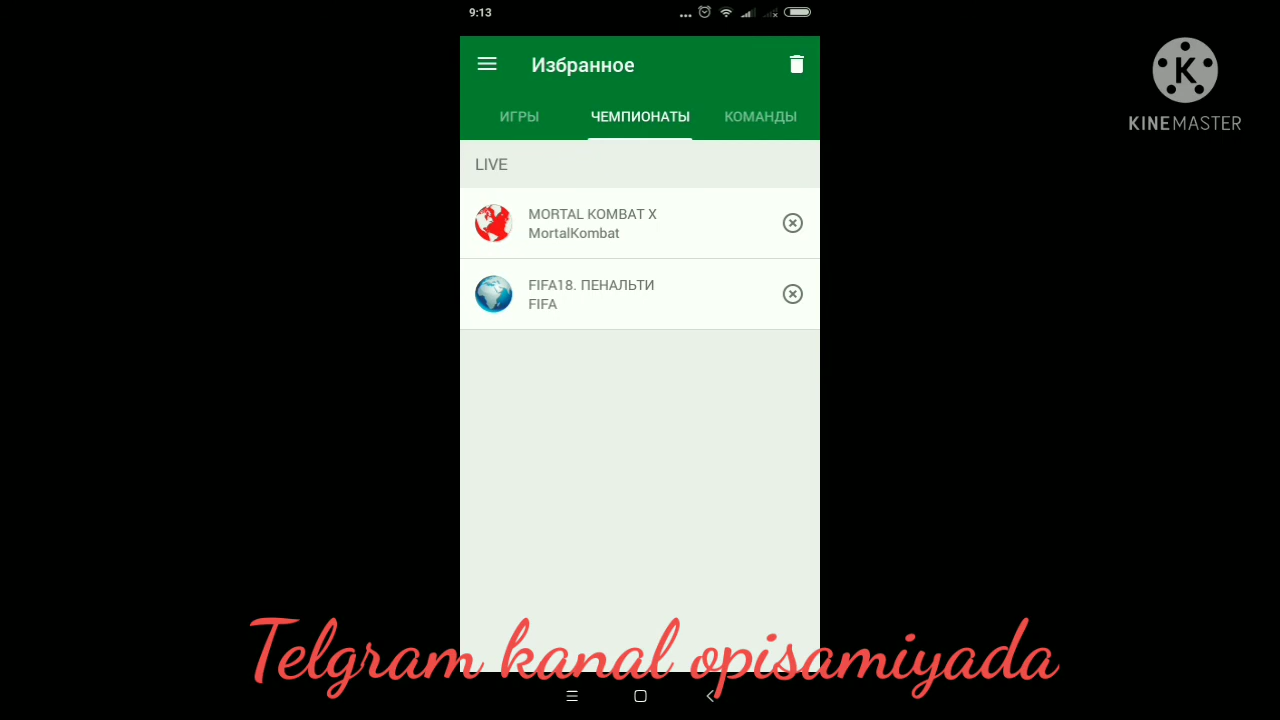 9:13
KINEMASTER
Избранное
ИГРЫ ЧЕМПИОНАТЫ КОМАНДЫ
LIVE
MORTAL KOMBAT X
MortalKombat
FIFA18. ПЕНАЛЬТИ
FIFA
Telgram kanal opisamiyada